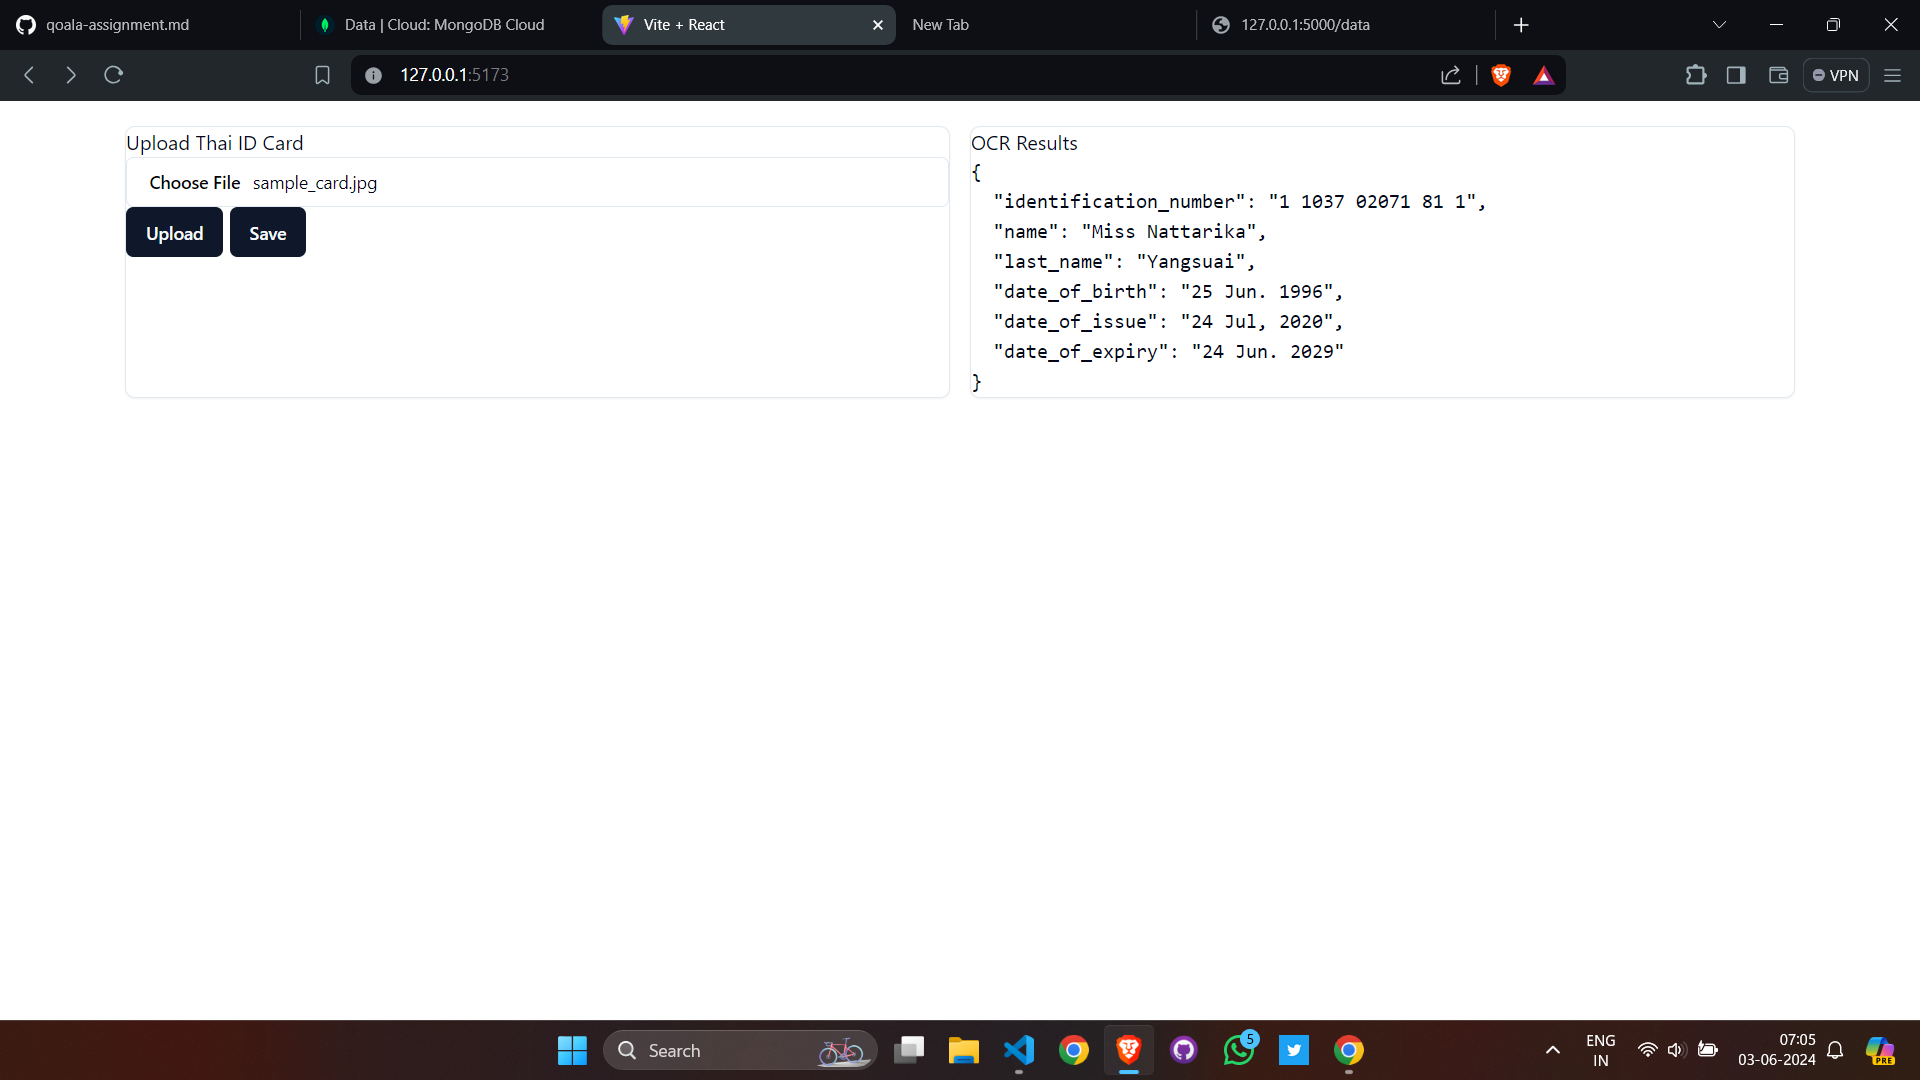 qoala-assignment.md
Data | Cloud: MongoDB Cloud
Vite + React
New Tab
127.0.0.1:5000/data
127.0.0.1:5173
VPN
Upload Thai ID Card
Choose File sample_card.jpg
Upload Save
OCR Results
{
"identification_number": "1 1037 02071 81 1",
"name": "Miss Nattarika",
"last_name": "Yangsuai",
"date_of_birth": "25 Jun. 1996",
"date_of_issue": "24 Jul, 2020",
"date_of_expiry": "24 Jun. 2029"
}
Search
5
ENG
IN
07:05
03-06-2024
PRE